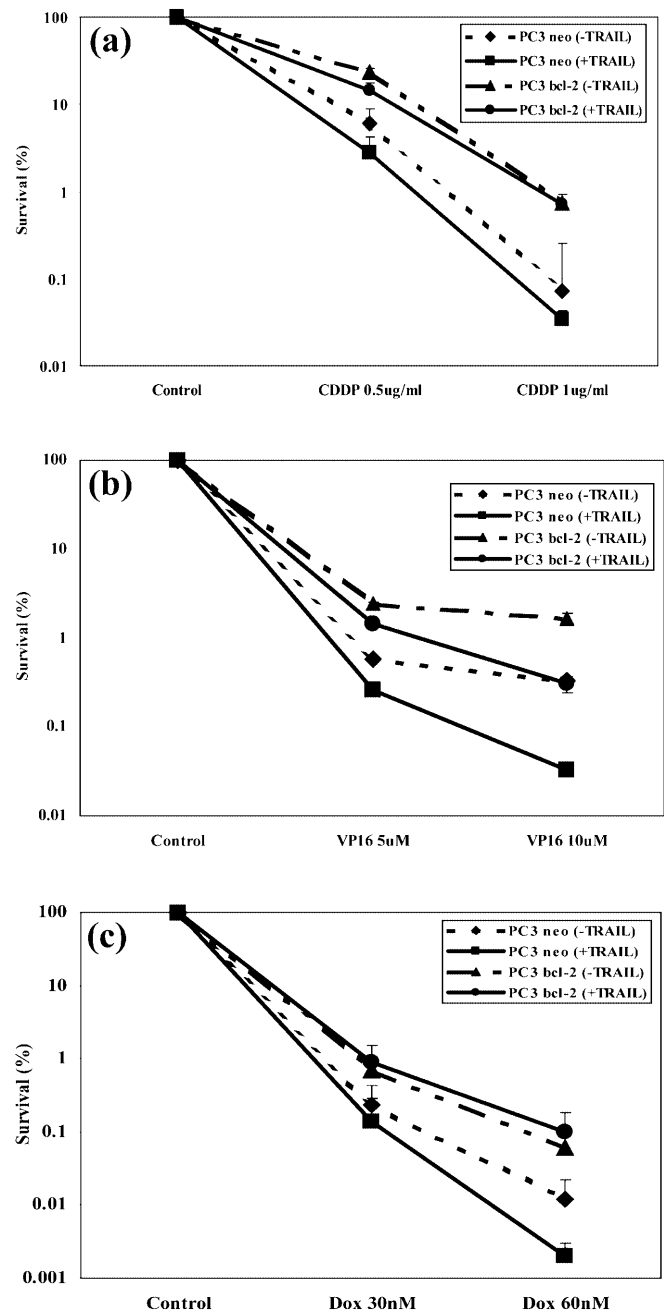 (a)
PC3 neo (-TRAIL)
PC3 neo (+TRAIL)
PC3 bcl-2 (-TRAIL)
PC3 bcl-2 (+TRAIL)
Survival (%)
100
10
1
0.1
0.01
Control
CDDP 0.5ug/ml
CDDP 1ug/ml
(b)
PC3 neo (-TRAIL)
PC3 neo (+TRAIL)
PC3 bcl-2 (-TRAIL)
PC3 bcl-2 (+TRAIL)
Survival (%)
100
10
1
0.1
0.01
Control
VP16 5uM
VP16 10uM
(c)
PC3 neo (-TRAIL)
PC3 neo (+TRAIL)
PC3 bcl-2 (-TRAIL)
PC3 bcl-2 (+TRAIL)
Survival (%)
100
10
1
0.1
0.01
0.001
Control
Dox 30nM
Dox 60nM